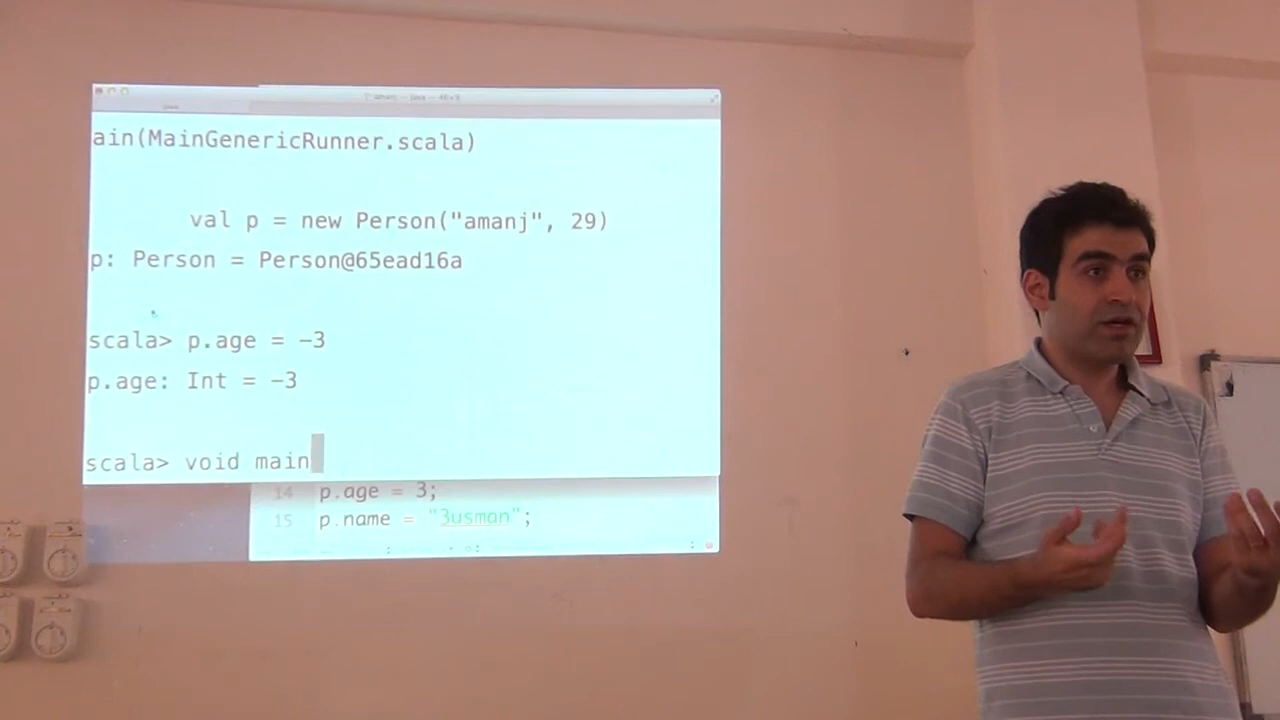 ain(MainGenericRunner.scala)
val p = new Person("amanj", 29)
p: Person = Person@65ead16a
scala> p.age = -3
p.age: Int = -3
scala> void main
14 p.age = 3;
15 p.name = "3usman";